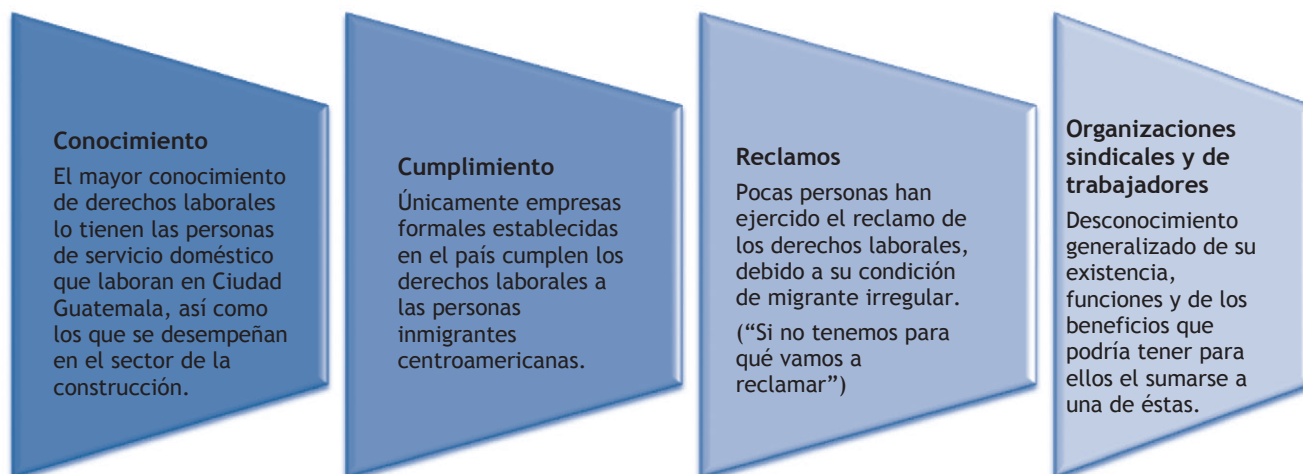 Conocimiento
El mayor conocimiento
de derechos laborales
lo tienen las personas
de servicio doméstico
que laboran en Ciudad
Guatemala, así como
los que se desempeñan
en el sector de la
construcción.
Cumplimiento
Únicamente empresas
formales establecidas
en el país cumplen los
derechos laborales a
las personas
inmigrantes
centroamericanas.
Reclamos
Pocas personas han
ejercido el reclamo de
los derechos laborales,
debido a su condición
de migrante irregular.
(“Si no tenemos para
qué vamos a
reclamar”)
Organizaciones
sindicales y de
trabajadores
Desconocimiento
generalizado de su
existencia,
funciones y de los
beneficios que
podría tener para
ellos el sumarse a
una de éstas.